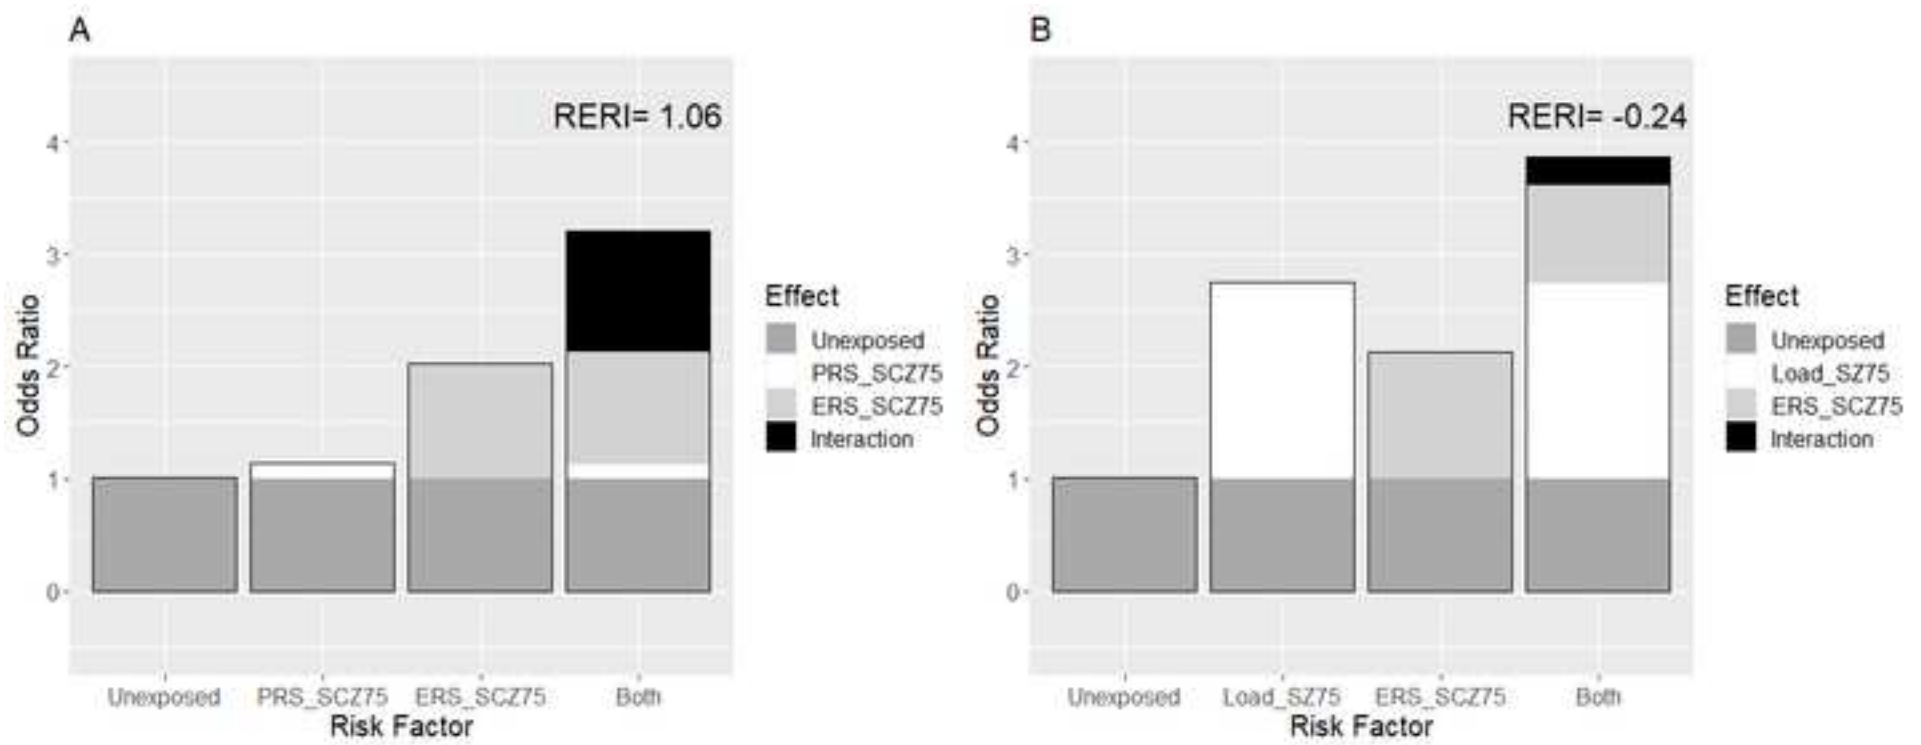 A
RERI= 1.06
4
3
2
1
0
Odds Ratio
Unexposed
PRS_SCZ75
ERS_SCZ75
Both
Risk Factor
Effect
Unexposed
PRS_SCZ75
ERS_SCZ75
Interaction
B
RERI= -0.24
4
3
2
1
0
Odds Ratio
Unexposed
Load_SZ75
ERS_SCZ75
Both
Risk Factor
Effect
Unexposed
Load_SZ75
ERS_SCZ75
Interaction